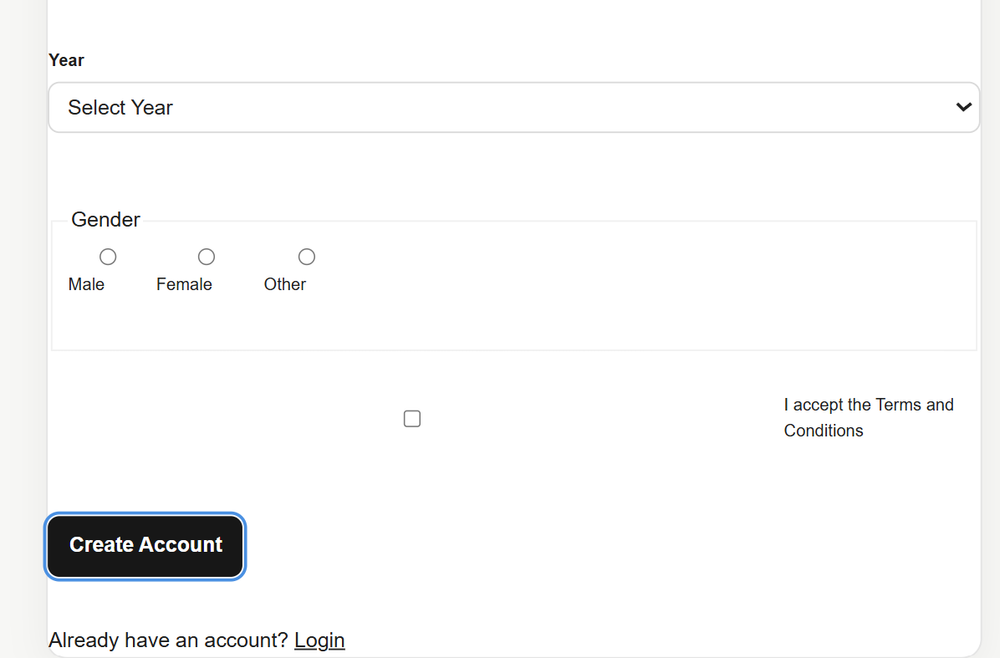 Year
Select Year
Gender
Male Female Other
I accept the Terms and
Conditions
Create Account
Already have an account? Login